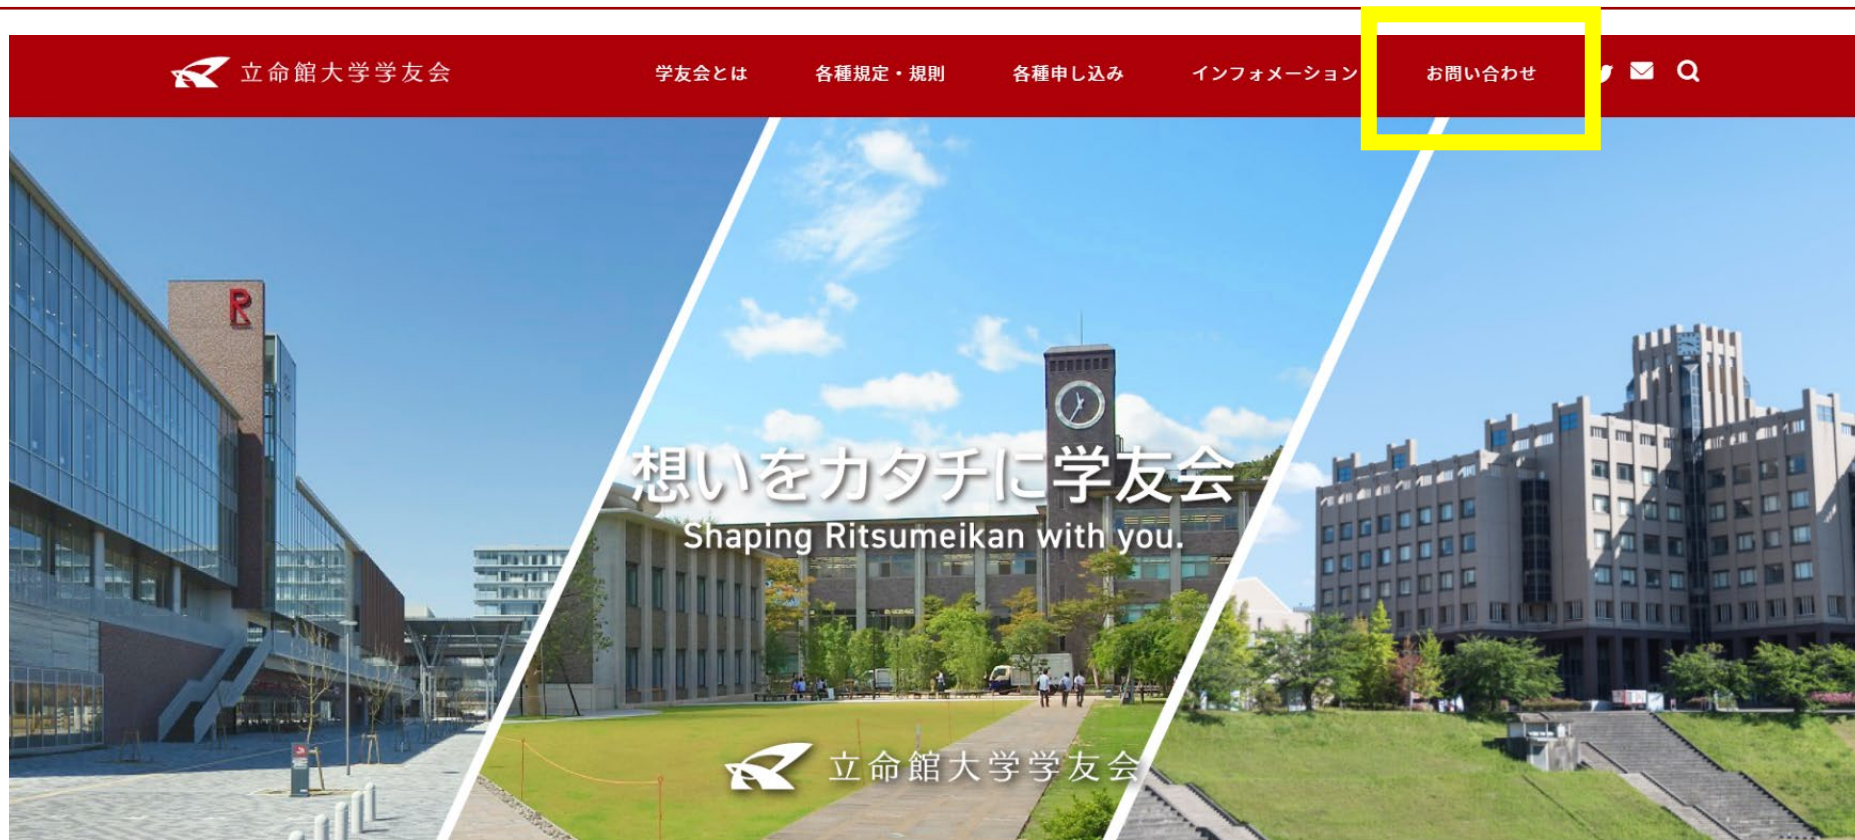 立命館大学学友会
学友会とは 各種規定・規則 各種申し込み インフォメーション お問い合わせ
R
想いをカタチに学友会
Shaping Ritsumeikan with you.
立命館大学学友会